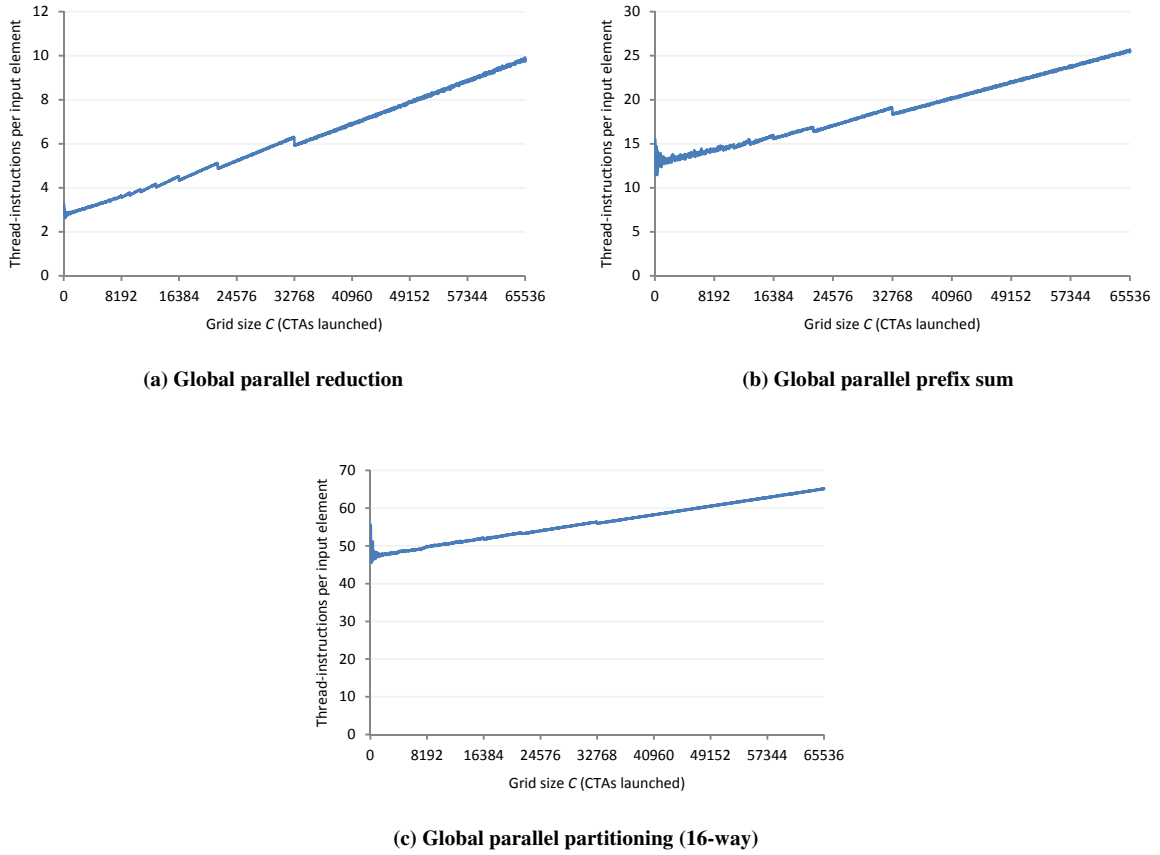 12
10
8
6
4
2
0
Thread-instructions per input element
0 8192 16384 24576 32768 40960 49152 57344 65536
Grid size C (CTAs launched)
(a) Global parallel reduction
30
25
20
15
10
5
0
Thread-instructions per input element
0 8192 16384 24576 32768 40960 49152 57344 65536
Grid size C (CTAs launched)
(b) Global parallel prefix sum
70
60
50
40
30
20
10
0
Thread-instructions per input element
0 8192 16384 24576 32768 40960 49152 57344 65536
Grid size C (CTAs launched)
(c) Global parallel partitioning (16-way)